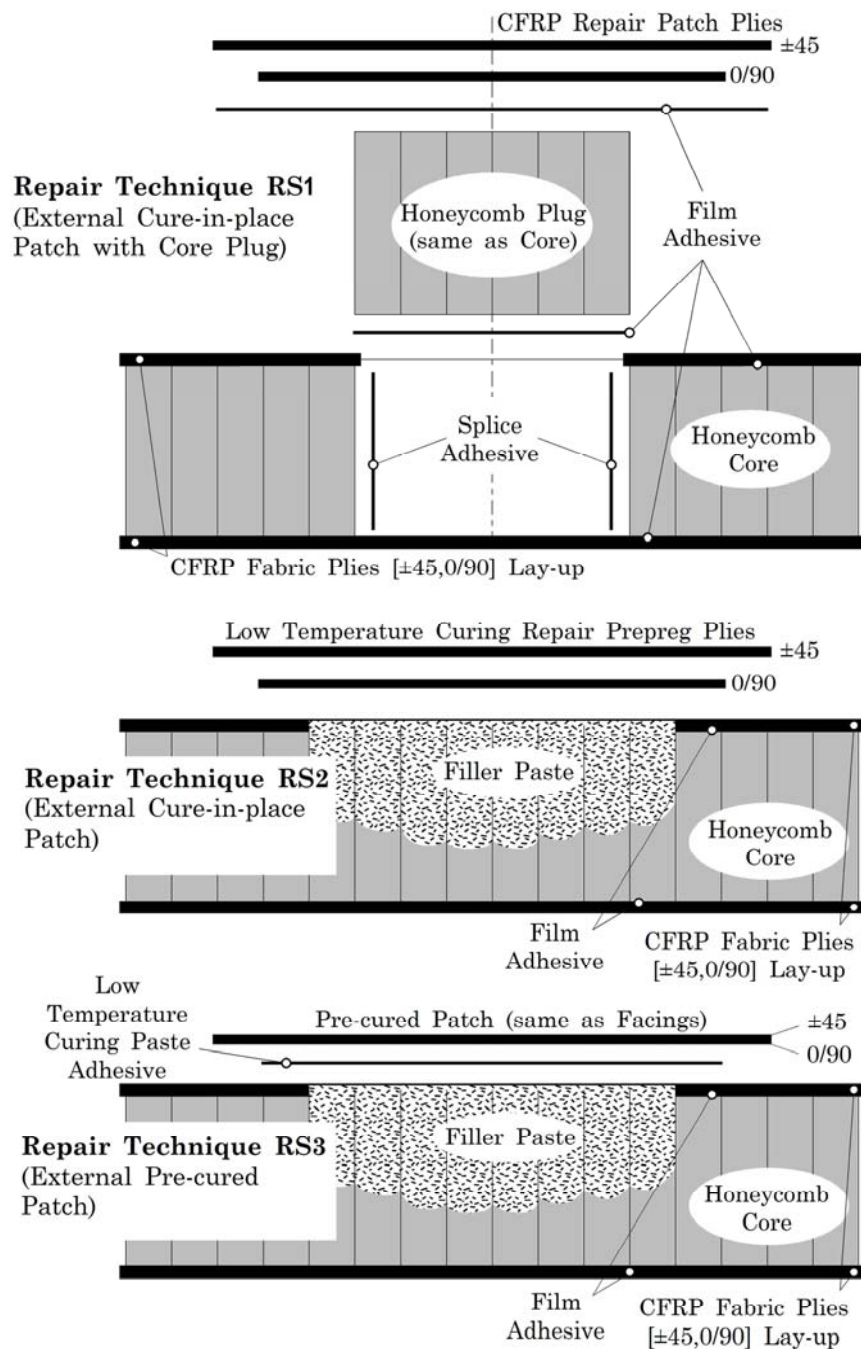 CFRP Repair Patch Plies
±45
0/90
Repair Technique RS1
(External Cure-in-place
Patch with Core Plug)
Honeycomb Plug
(same as Core)
Film
Adhesive
Splice
Adhesive
Honeycomb
Core
CFRP Fabric Plies [±45,0/90] Lay-up
Low Temperature Curing Repair Prepreg Plies
±45
0/90
Repair Technique RS2
(External Cure-in-place
Patch)
Filler Paste
Honeycomb
Core
Film
Adhesive
CFRP Fabric Plies
[±45,0/90] Lay-up
Low
Temperature
Curing Paste
Adhesive
Pre-cured Patch (same as Facings)
±45
0/90
Repair Technique RS3
(External Pre-cured
Patch)
Filler Paste
Honeycomb
Core
Film
Adhesive
CFRP Fabric Plies
[±45,0/90] Lay-up